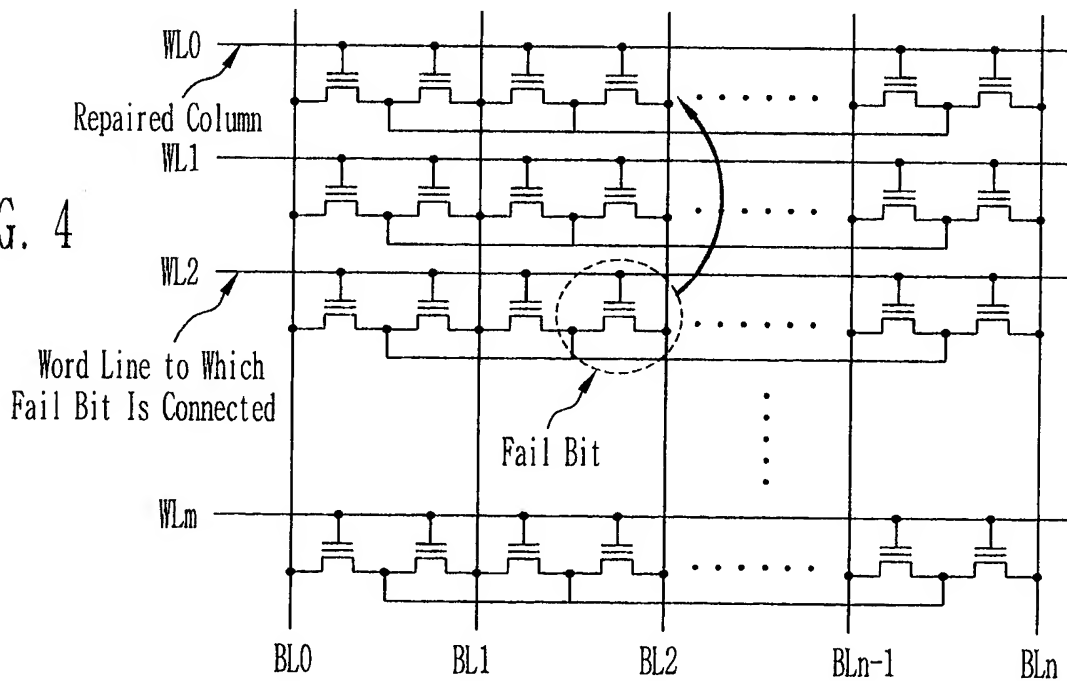 WL0
Repaired Column
WL1
G. 4
WL2
Word Line to Which
Fail Bit Is Connected
Fail Bit
WLm
BL0 BL1 BL2 BLn-1 BLn